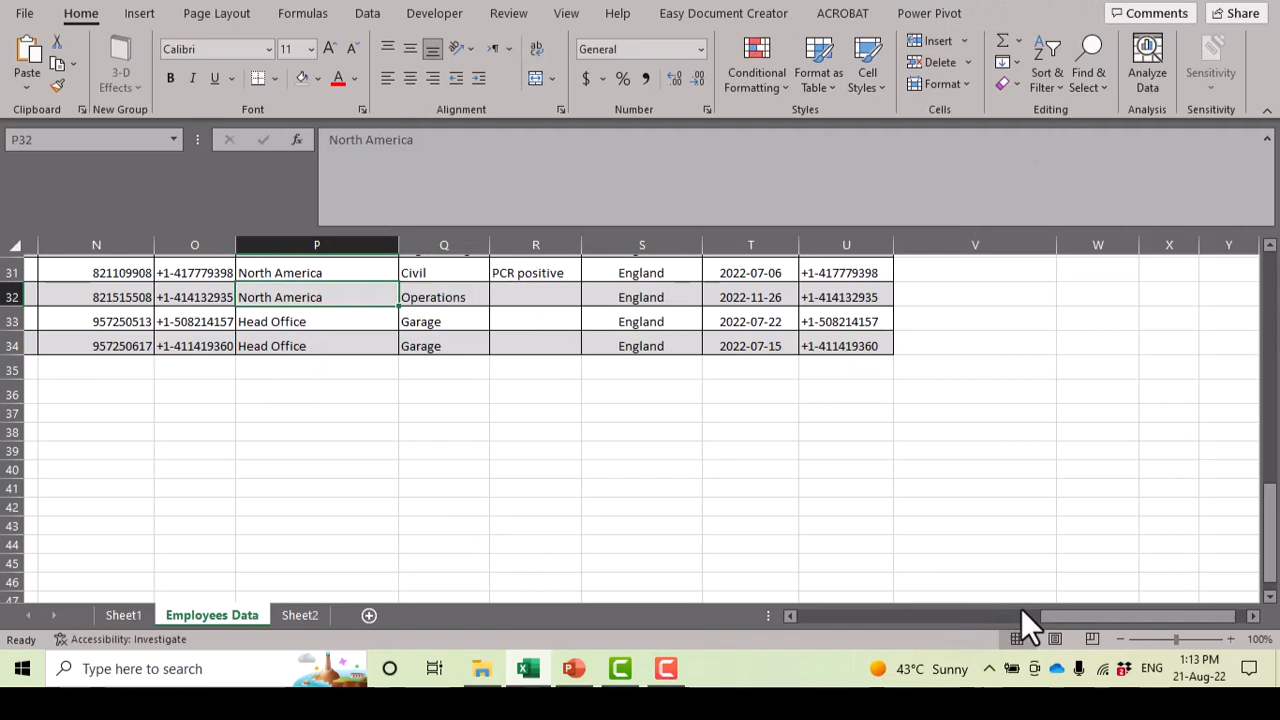 File Home Insert Page Layout Formulas Data Developer Review View Help Easy Document Creator ACROBAT Power Pivot Comments Share
Paste
Clipboard
3-D
Effects
New Group
Calibri 11
B I U
Font
Alignment
General
$ %
Number
Conditional
Formatting
Format as
Table
Cell
Styles
Styles
Insert
Delete
Format
Cells
Sort &
Filter
Find &
Select
Editing
Analyze
Data
Analysis
Sensitivity
Sensitivity
P32 fx North America
N O P Q R S T U V W X Y
31 821109908 +1-417779398 North America Civil PCR positive England 2022-07-06 +1-417779398
32 821515508 +1-414132935 North America Operations England 2022-11-26 +1-414132935
33 957250513 +1-508214157 Head Office Garage England 2022-07-22 +1-508214157
34 957250617 +1-411419360 Head Office Garage England 2022-07-15 +1-411419360
35
36
37
38
39
40
41
42
43
44
45
46
47
Sheet1 Employees Data Sheet2
Ready Accessibility: Investigate 100%
Type here to search 43°C Sunny ENG 1:13 PM
21-Aug-22